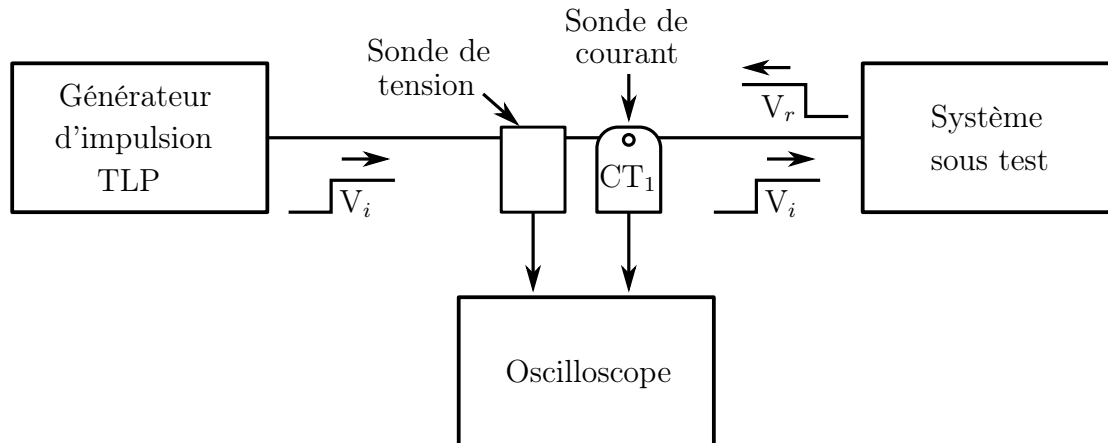 Sonde de
courant
Sonde de
tension
Générateur
d'impulsion
TLP
V_r
Système
sous test
V_i
CT_1
V_i
Oscilloscope